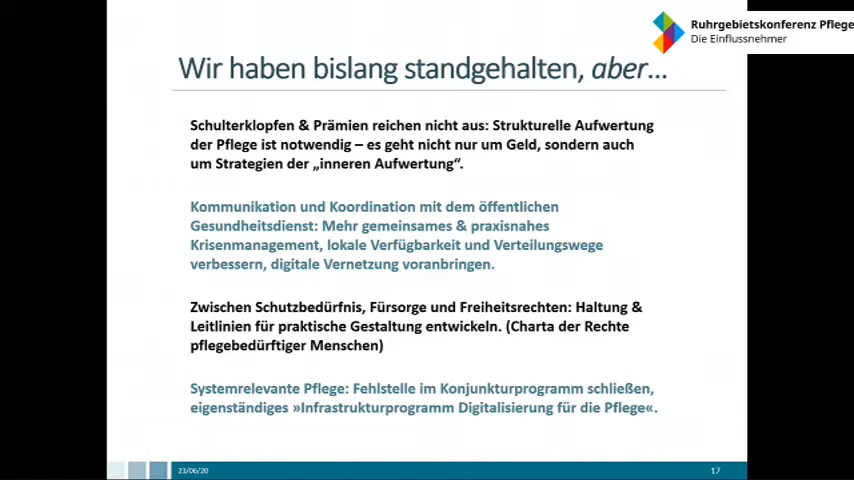 Ruhrgebietskonferenz Pflege
Die Einflussnehmer
Wir haben bislang standgehalten, aber...
Schulterklopfen & Prämien reichen nicht aus: Strukturelle Aufwertung
der Pflege ist notwendig – es geht nicht nur um Geld, sondern auch
um Strategien der „inneren Aufwertung“.
Kommunikation und Koordination mit dem öffentlichen
Gesundheitsdienst: Mehr gemeinsames & praxisnahes
Krisenmanagement, lokale Verfügbarkeit und Verteilungswege
verbessern, digitale Vernetzung voranbringen.
Zwischen Schutzbedürfnis, Fürsorge und Freiheitsrechten: Haltung &
Leitlinien für praktische Gestaltung entwickeln. (Charta der Rechte
pflegebedürftiger Menschen)
Systemrelevante Pflege: Fehlstelle im Konjunkturprogramm schließen,
eigenständiges »Infrastrukturprogramm Digitalisierung für die Pflege«.
23/06/20
17